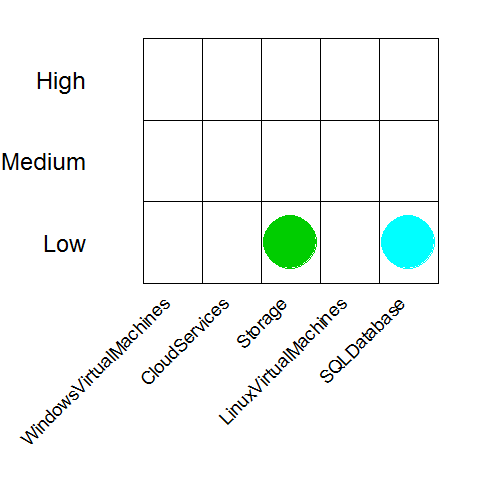 High
Medium
Low
WindowsVirtualMachines
CloudServices
Storage
LinuxVirtualMachines
SQLDatabase